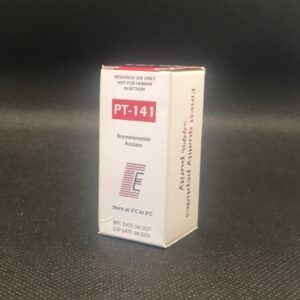 RESEARCH USE ONLY
NOT FOR HUMAN
INJECTION
PT-141
Bremelanotide
Acetate
E
Store at 2°C to 8°C
MFC DATE: 04/2021
EXP DATE: 04/2025
Finest quality peptides
>99% purity